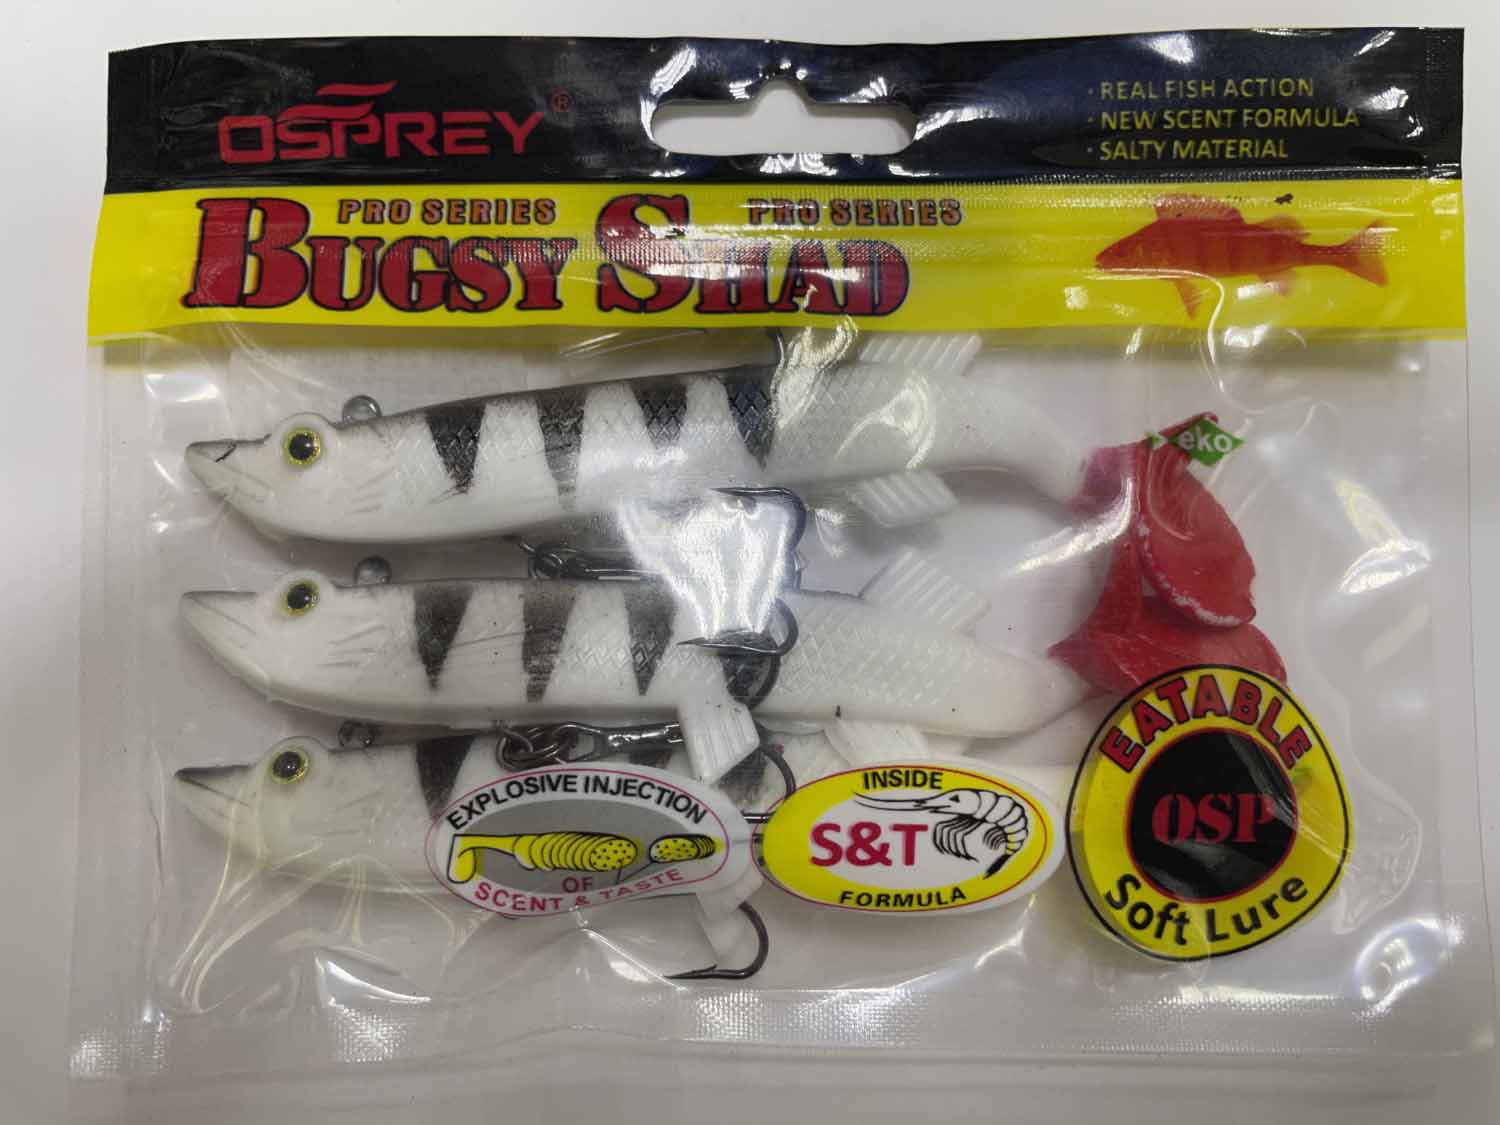 OSPREY®
· REAL FISH ACTION
· NEW SCENT FORMULA
· SALTY MATERIAL
PRO SERIES PRO SERIES
BUGSY SHAD
eko
EXPLOSIVE INJECTION
OF
SCENT & TASTE
INSIDE
S&T
FORMULA
EATABLE
OSP
Soft Lure